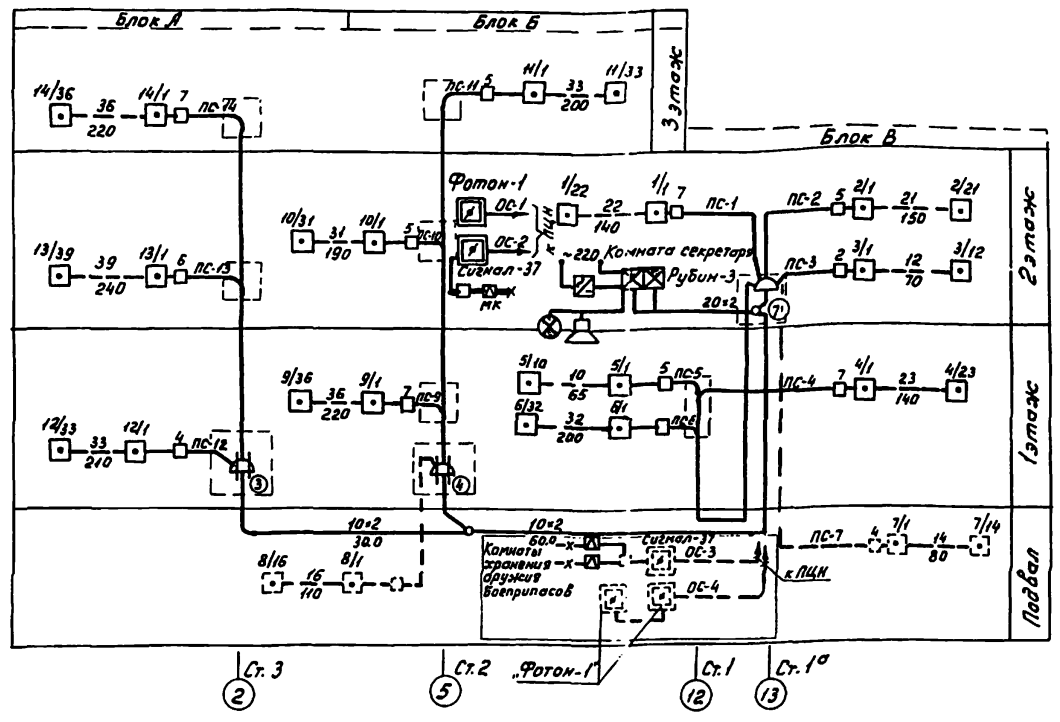 Блок А
Блок Б
3 этаж
14/36
36
220
14/1
7
ПС-14
ПС-11
5
11/1
33
200
11/33
Блок В
2 этаж
Фотон-1
ОС-1
ОС-2
к ПЦН
Сигнал-37
МК
1/22
22
140
1/1
7
ПС-1
ПС-2
5
2/1
21
150
2/21
10/31
31
190
10/1
5
ПС-10
13/39
39
240
13/1
6
ПС-13
~220
Комната секретаря
Рубин-3
20×2
7'
ПС-3
2
3/1
12
70
3/12
1 этаж
5/10
10
65
5/1
5
ПС-5
ПС-4
7
4/1
23
140
4/23
9/36
36
220
9/1
7
ПС-9
6/32
32
200
6/1
ПС-6
12/33
33
210
12/1
4
ПС-12
3
4
Подвал
10×2
30.0
10×2
60.0
Сигнал-37
ОС-3
Комнаты
хранения
оружия
боеприпасов
ОС-4
к ПЦН
ПС-7
4
7/1
14
80
7/14
8/16
16
110
8/1
„Фотон-1"
Ст. 3
2
Ст. 2
5
Ст. 1
12
Ст. 1а
13